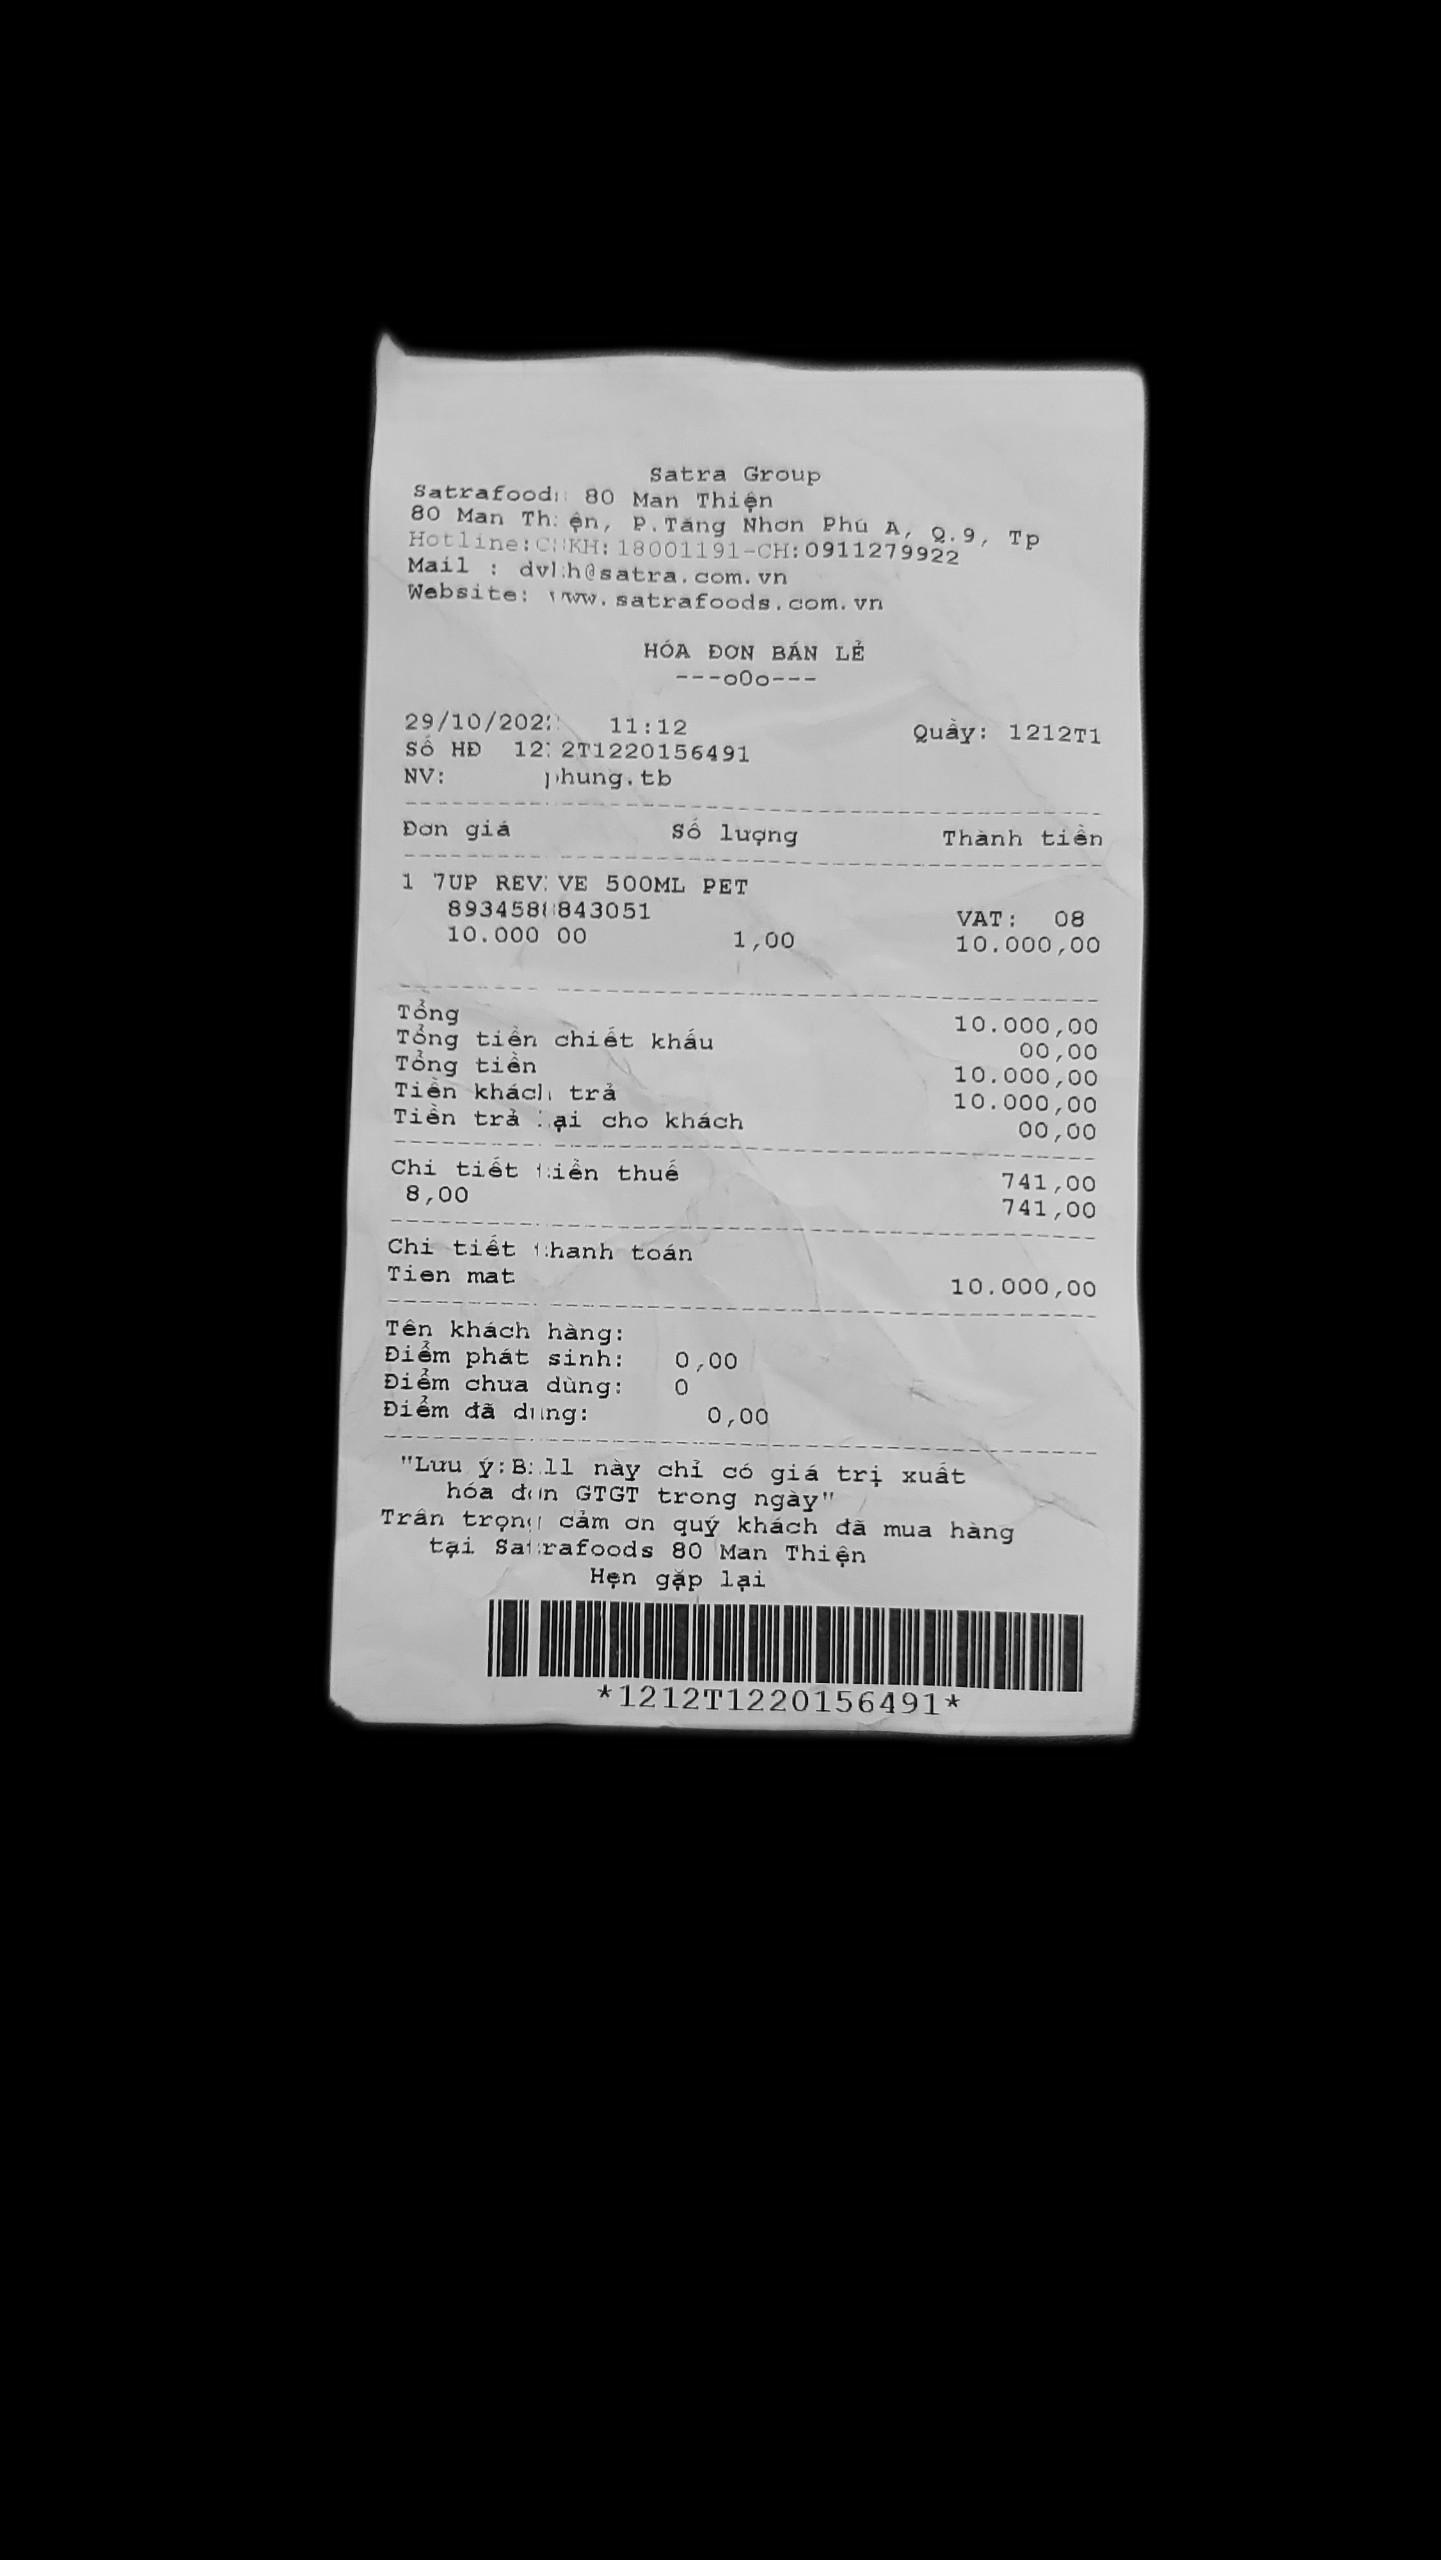 Satra Group
Satrafoods 80 Man Thiện
80 Man Thiện, P.Tăng Nhơn Phú A, Q.9, Tp
Hotline:CSKH:18001191-CH:0911279922
Mail : dvkh@satra.com.vn
Website: www.satrafoods.com.vn
HÓA ĐƠN BÁN LẺ
---o0o---
29/10/2022 11:12 Quầy: 1212T1
Số HĐ 1212T1220156491
NV: phung.tb
Đơn giá Số lượng Thành tiền
1 7UP REVIVE 500ML PET
8934588843051 VAT: 08
10.000,00 1,00 10.000,00
Tổng 10.000,00
Tổng tiền chiết khấu 00,00
Tổng tiền 10.000,00
Tiền khách trả 10.000,00
Tiền trả lại cho khách 00,00
Chi tiết tiền thuế 741,00
8,00 741,00
Chi tiết thanh toán
Tien mat 10.000,00
Tên khách hàng:
Điểm phát sinh: 0,00
Điểm chưa dùng: 0
Điểm đã dùng: 0,00
"Lưu ý:Bill này chỉ có giá trị xuất
hóa đơn GTGT trong ngày"
Trân trọng cảm ơn quý khách đã mua hàng
tại Satrafoods 80 Man Thiện
Hẹn gặp lại
*1212T1220156491*